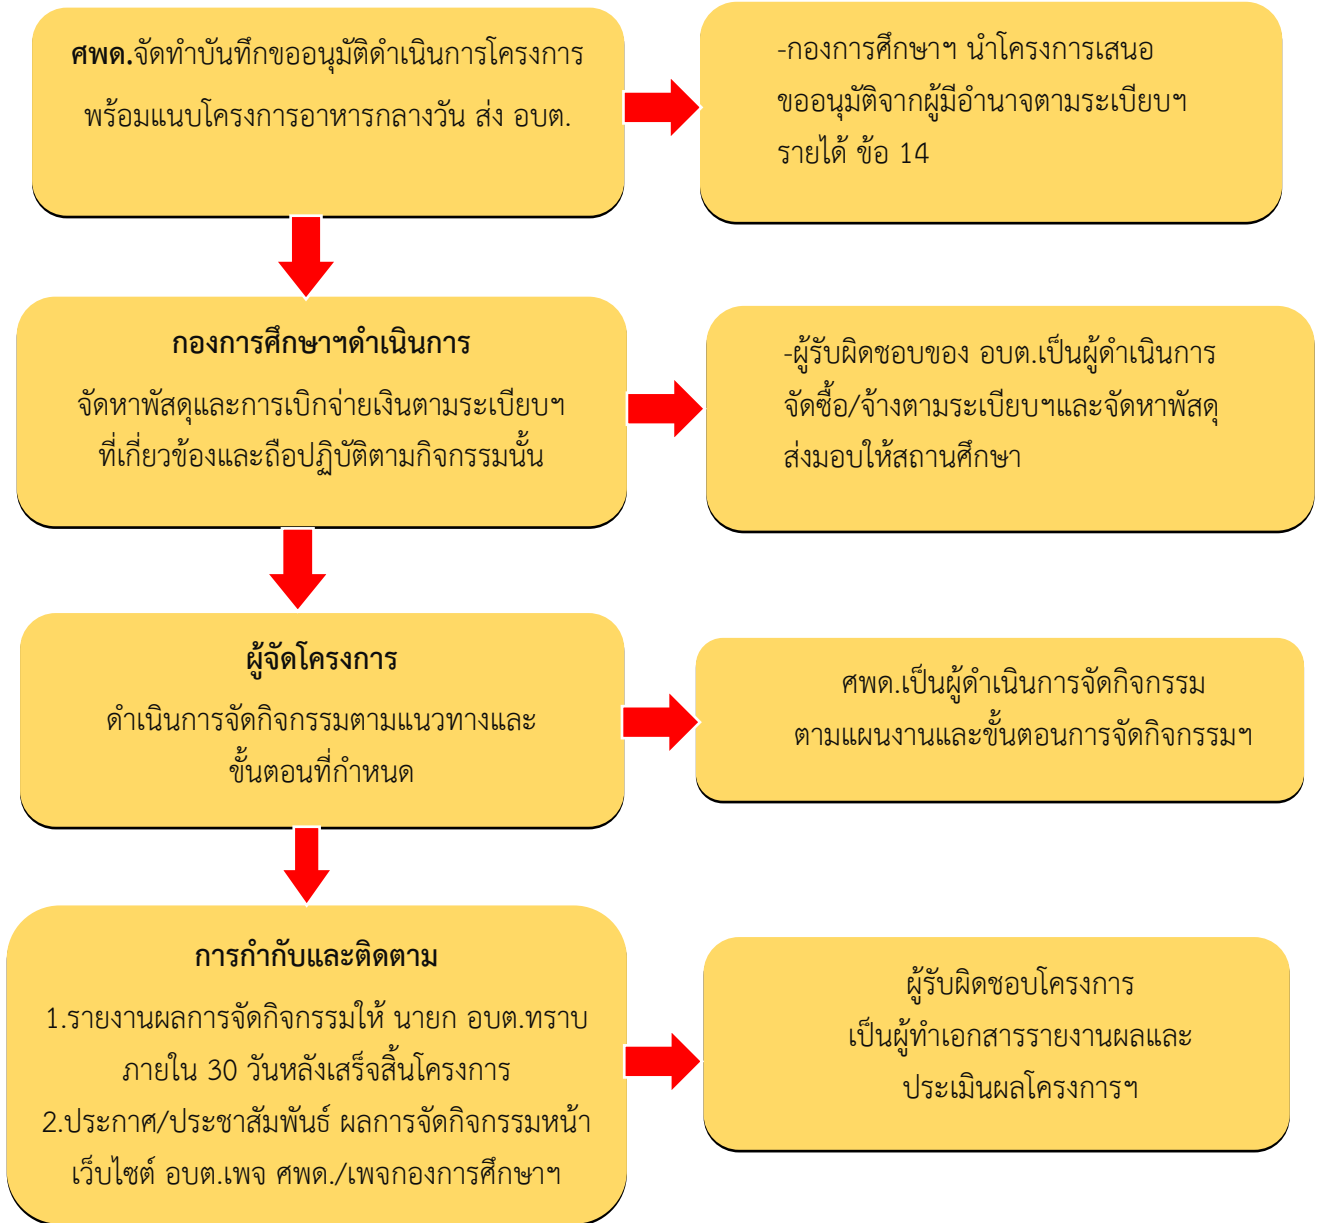 ศพด.จัดทำบันทึกขออนุมัติดำเนินการโครงการ
พร้อมแนบโครงการอาหารกลางวัน ส่ง อบต.
-กองการศึกษาฯ นำโครงการเสนอ
ขออนุมัติจากผู้มีอำนาจตามระเบียบฯ
รายได้ ข้อ 14
กองการศึกษาฯดำเนินการ
จัดหาพัสดุและการเบิกจ่ายเงินตามระเบียบฯ
ที่เกี่ยวข้องและถือปฏิบัติตามกิจกรรมนั้น
-ผู้รับผิดชอบของ อบต.เป็นผู้ดำเนินการ
จัดซื้อ/จ้างตามระเบียบฯและจัดหาพัสดุ
ส่งมอบให้สถานศึกษา
ผู้จัดโครงการ
ดำเนินการจัดกิจกรรมตามแนวทางและ
ขั้นตอนที่กำหนด
ศพด.เป็นผู้ดำเนินการจัดกิจกรรม
ตามแผนงานและขั้นตอนการจัดกิจกรรมฯ
การกำกับและติดตาม
1.รายงานผลการจัดกิจกรรมให้ นายก อบต.ทราบ
ภายใน 30 วันหลังเสร็จสิ้นโครงการ
2.ประกาศ/ประชาสัมพันธ์ ผลการจัดกิจกรรมหน้า
เว็บไซต์ อบต.เพจ ศพด./เพจกองการศึกษาฯ
ผู้รับผิดชอบโครงการ
เป็นผู้ทำเอกสารรายงานผลและ
ประเมินผลโครงการฯ